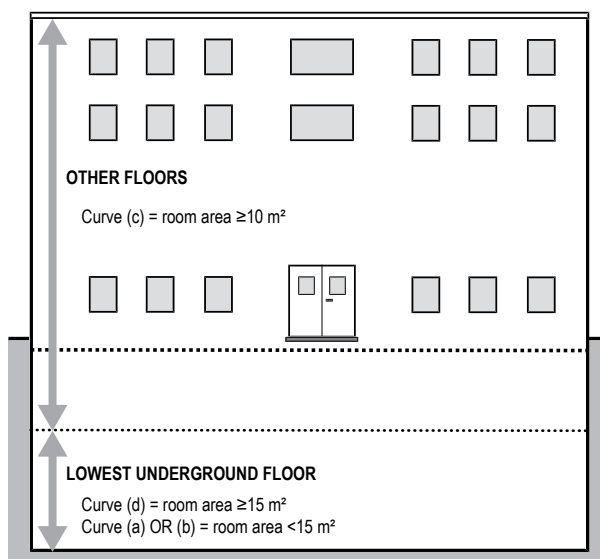 OTHER FLOORS
Curve (c) = room area ≥10 m²
LOWEST UNDERGROUND FLOOR
Curve (d) = room area ≥15 m²
Curve (a) OR (b) = room area <15 m²